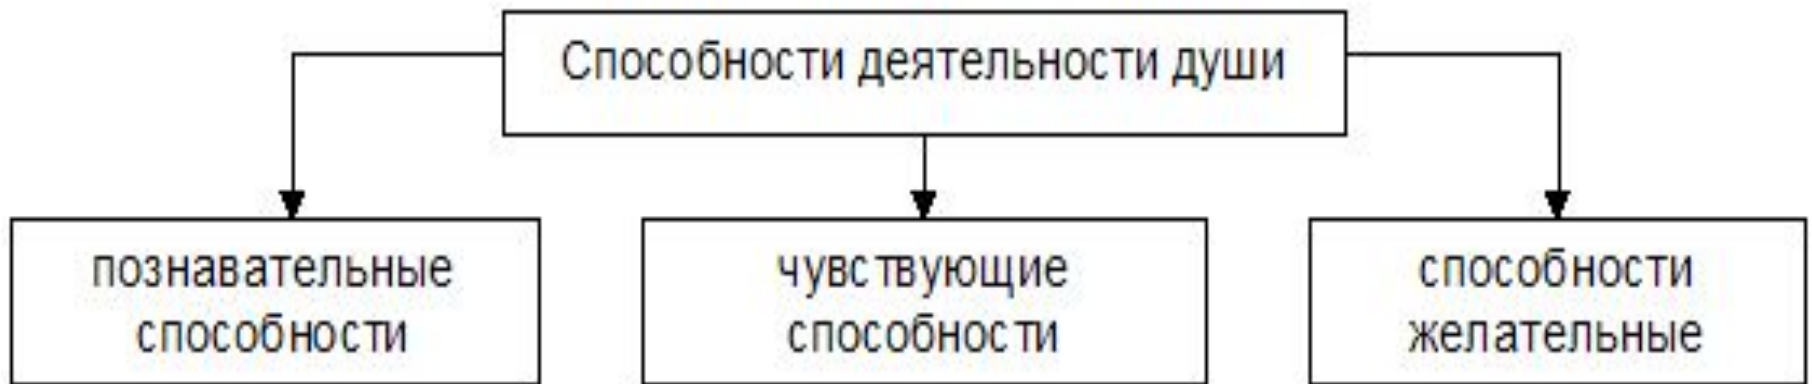 Способности деятельности души
познавательные
способности
чувствующие
способности
способности
желательные